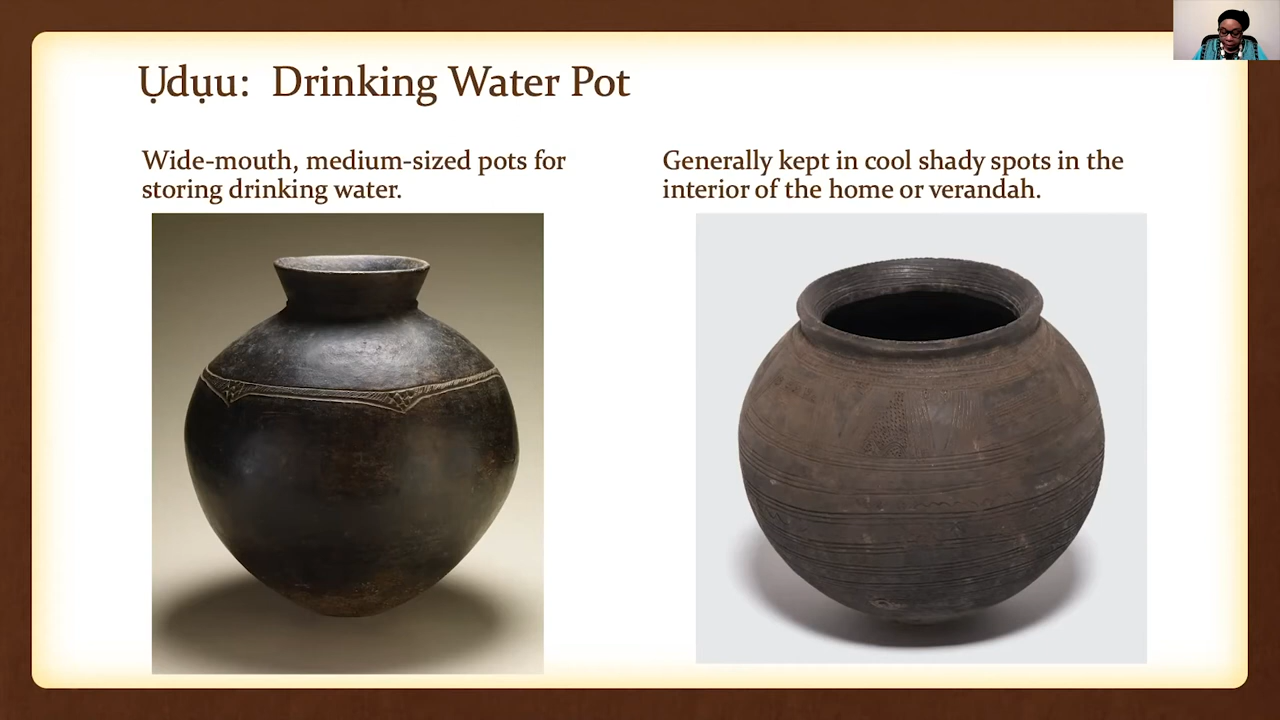 Ụdụu: Drinking Water Pot
Wide-mouth, medium-sized pots for
storing drinking water.
Generally kept in cool shady spots in the
interior of the home or verandah.